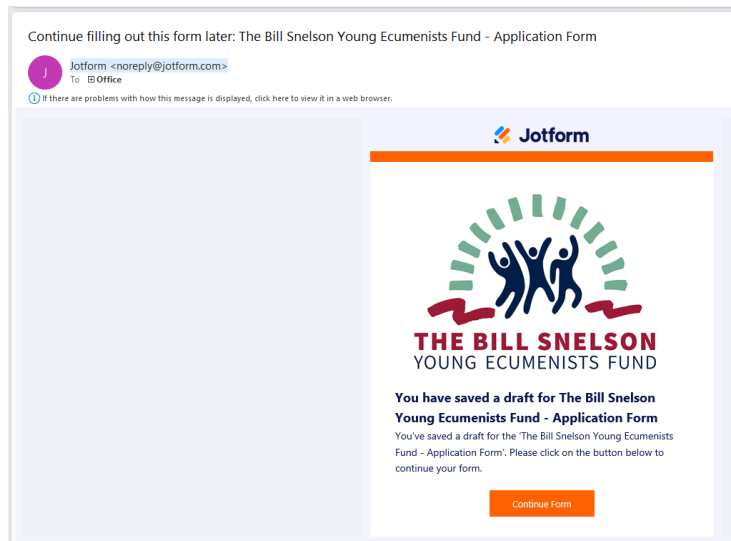 Continue filling out this form later: The Bill Snelson Young Ecumenists Fund - Application Form
J
Jotform <noreply@jotform.com>
To Office
If there are problems with how this message is displayed, click here to view it in a web browser.
Jotform
THE BILL SNELSON
YOUNG ECUMENISTS FUND
You have saved a draft for The Bill Snelson
Young Ecumenists Fund - Application Form
You've saved a draft for the 'The Bill Snelson Young Ecumenists
Fund - Application Form'. Please click on the button below to
continue your form.
Continue Form